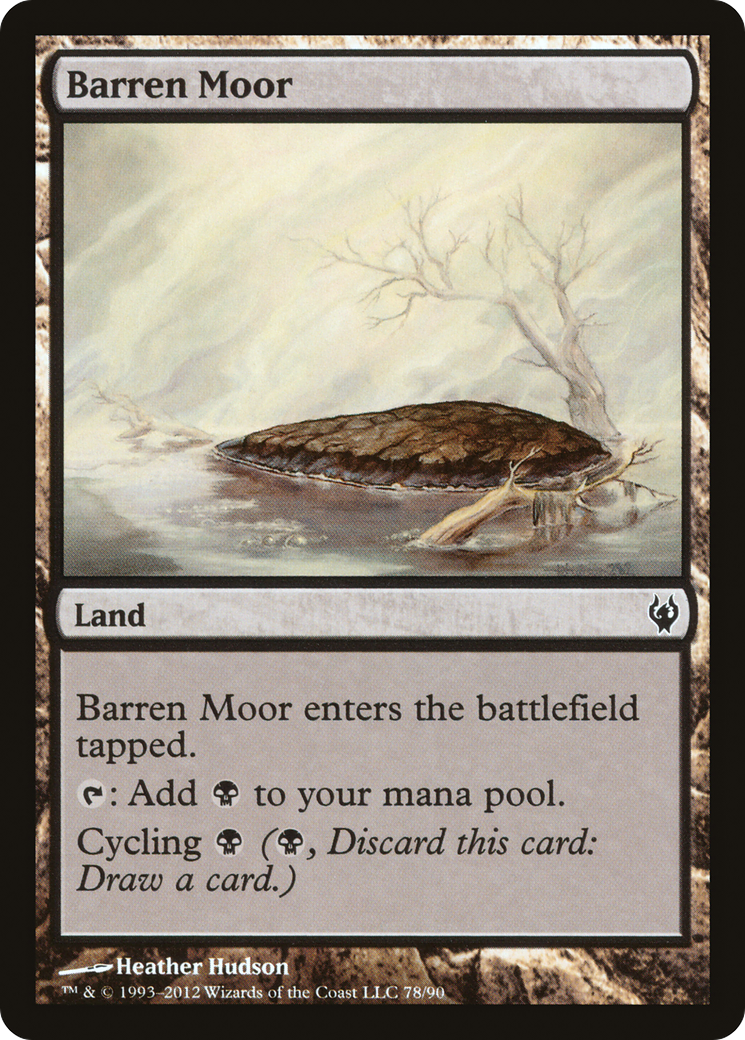 Barren Moor
Land
Barren Moor enters the battlefield
tapped.
: Add to your mana pool.
Cycling (, Discard this card:
Draw a card.)
Heather Hudson
™ & © 1993–2012 Wizards of the Coast LLC 78/90